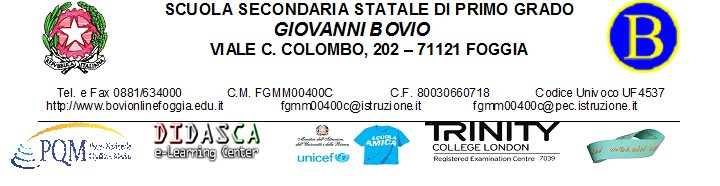 SCUOLA SECONDARIA STATALE DI PRIMO GRADO
GIOVANNI BOVIO
VIALE C. COLOMBO, 202 – 71121 FOGGIA
B
Tel. e Fax 0881/634000 C.M. FGMM00400C C.F. 80030660718 Codice Univoco UF4537
http://www.bovionlinefoggia.edu.it fgmm00400c@istruzione.it fgmm00400c@pec.istruzione.it
PQM
DIDASCA
e-Learning Center
unicef
SCUOLA
AMICA
TRINITY
COLLEGE LONDON
Registered Examination Centre 7039